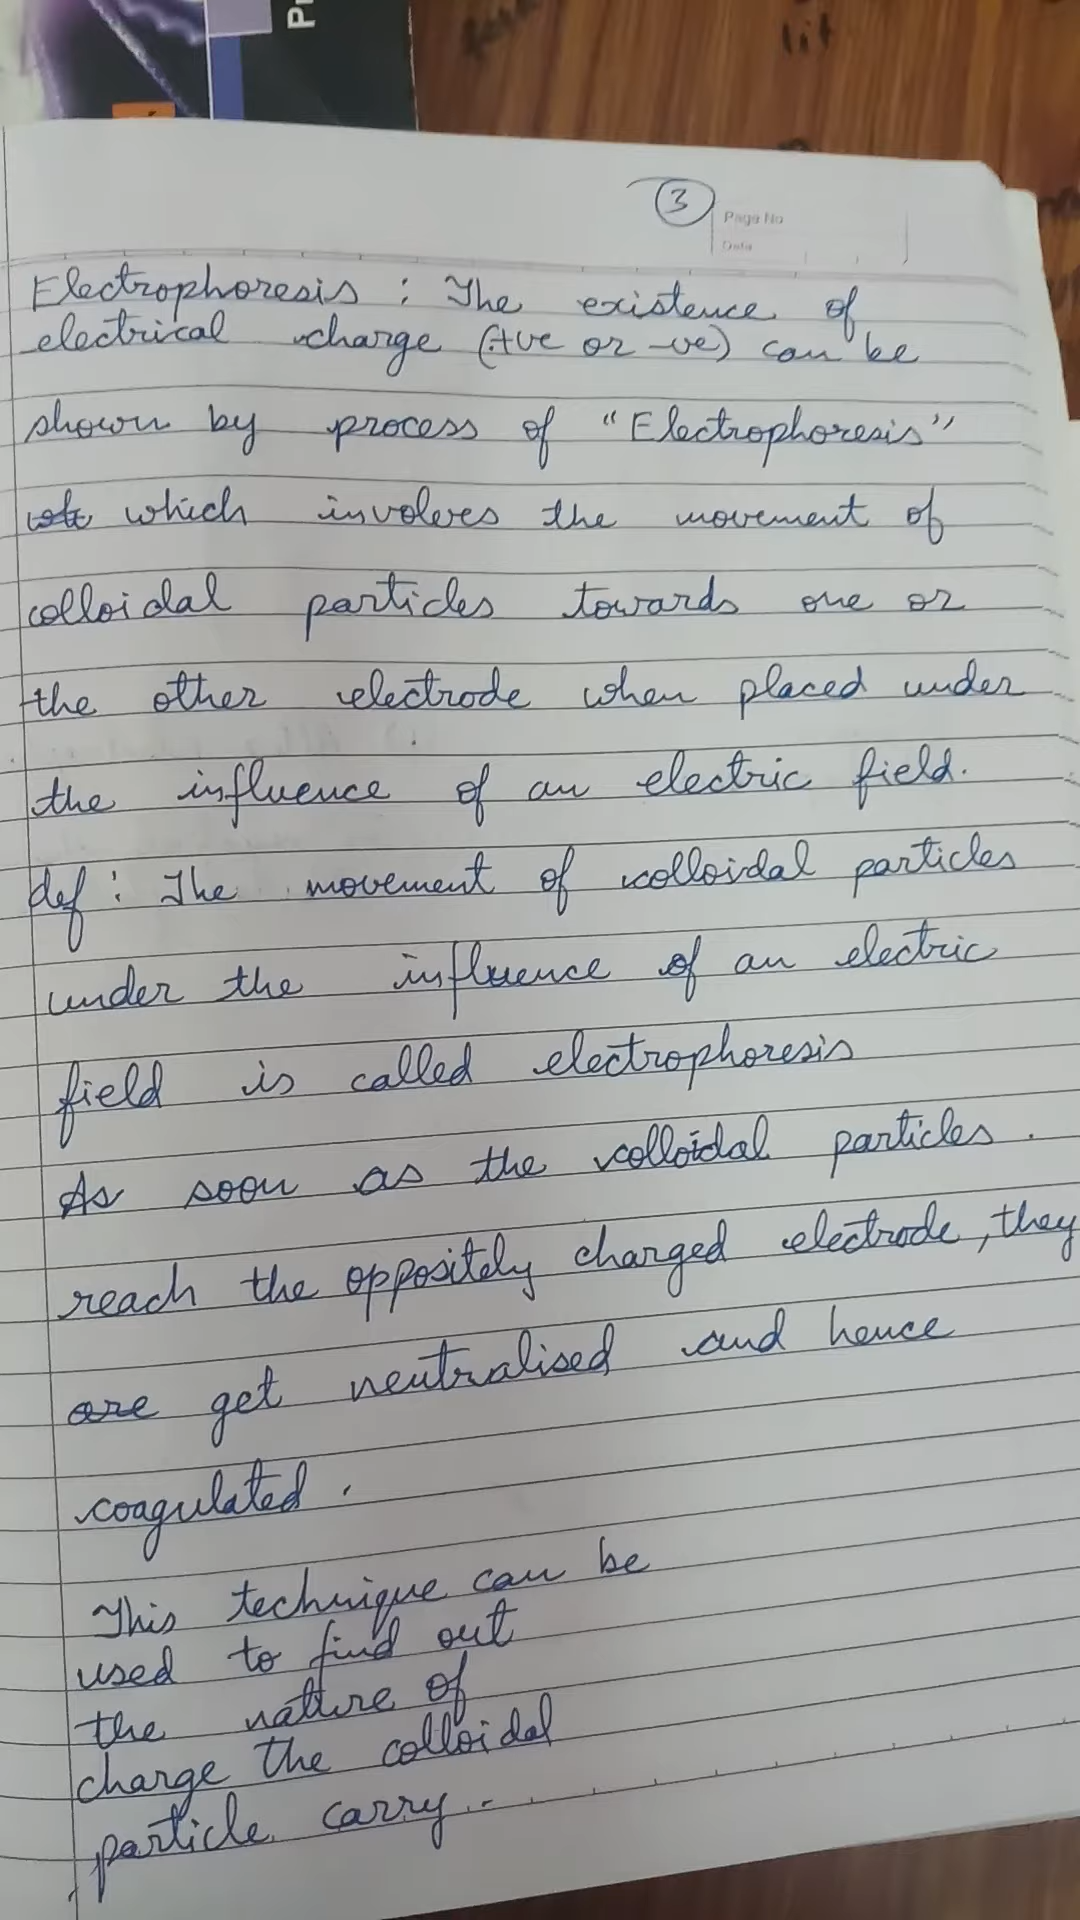 3
Page No
Date
Electrophoresis : The existence of
electrical charge (+ve or -ve) can be
shown by process of "Electrophoresis"
which involves the movement of
colloidal particles towards one or
the other electrode when placed under
the influence of an electric field.
def : The movement of colloidal particles
under the influence of an electric
field is called electrophoresis
As soon as the colloidal particles.
reach the oppositely charged electrode, they
are get neutralised and hence
coagulated.
This technique can be
used to find out
the nature of
charge the colloidal
particle carry..